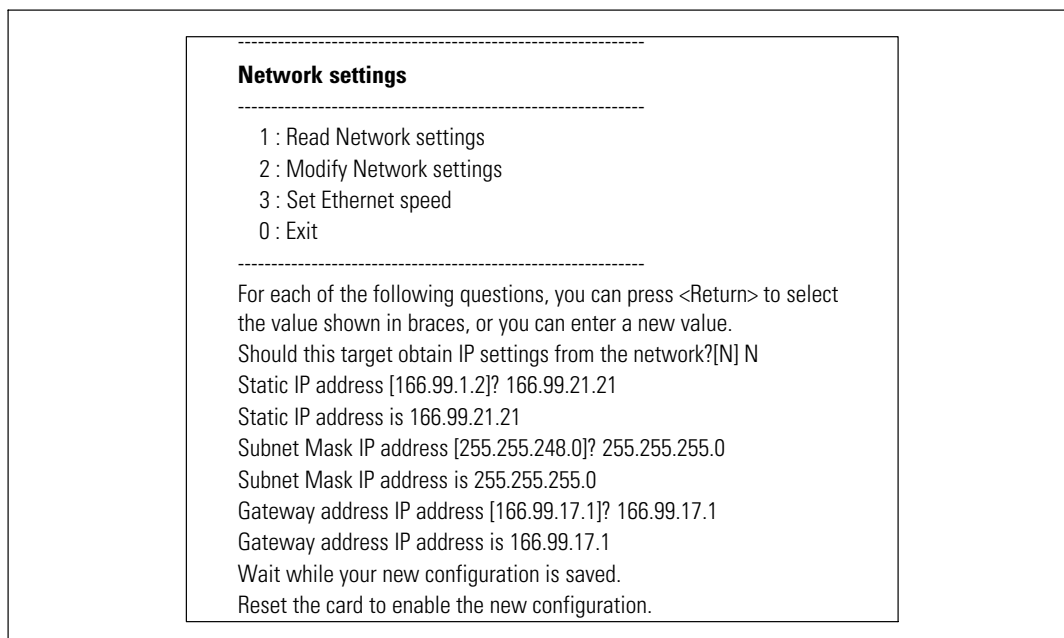 -------------------------------------------------------------
Network settings
-------------------------------------------------------------
1 : Read Network settings
2 : Modify Network settings
3 : Set Ethernet speed
0 : Exit
-------------------------------------------------------------
For each of the following questions, you can press <Return> to select
the value shown in braces, or you can enter a new value.
Should this target obtain IP settings from the network?[N] N
Static IP address [166.99.1.2]? 166.99.21.21
Static IP address is 166.99.21.21
Subnet Mask IP address [255.255.248.0]? 255.255.255.0
Subnet Mask IP address is 255.255.255.0
Gateway address IP address [166.99.17.1]? 166.99.17.1
Gateway address IP address is 166.99.17.1
Wait while your new configuration is saved.
Reset the card to enable the new configuration.